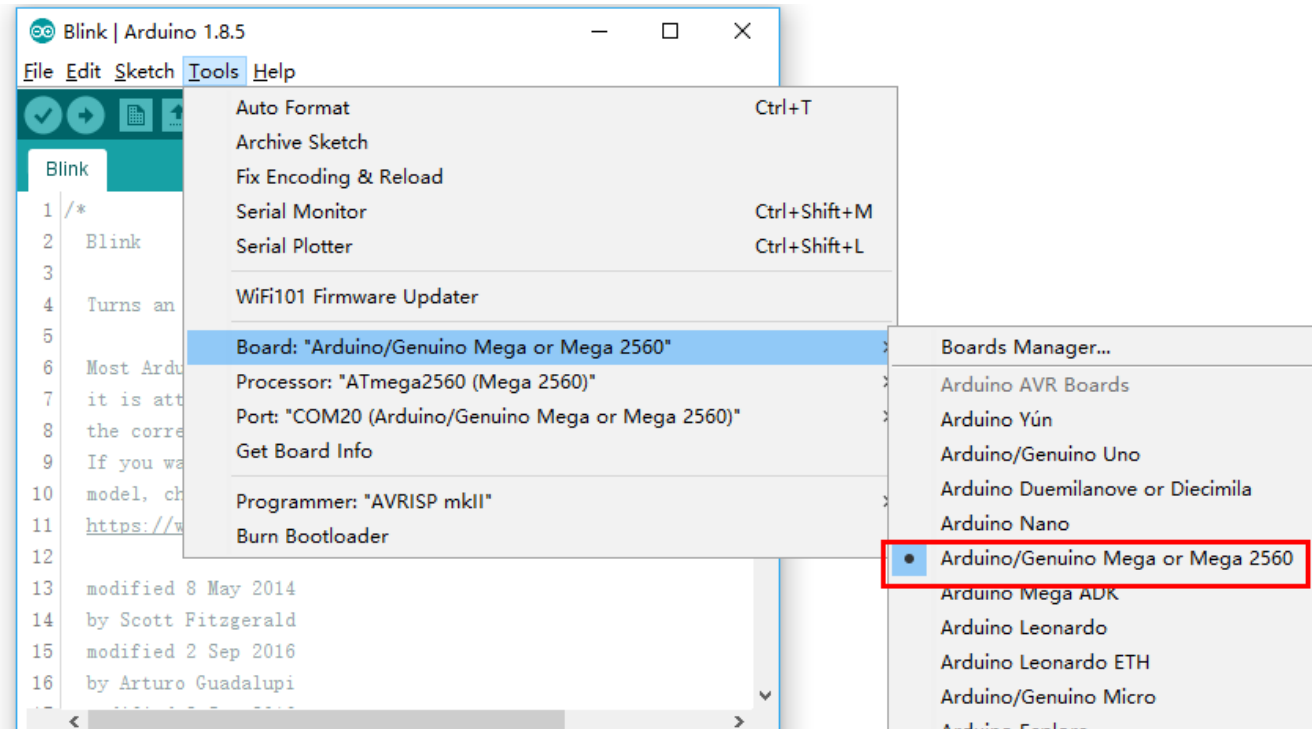 Blink | Arduino 1.8.5
File Edit Sketch Tools Help
Blink
1 /*
2 Blink
3
4 Turns an
5
6 Most Ardu
7 it is att
8 the corre
9 If you wa
10 model, ch
11 https://w
12
13 modified 8 May 2014
14 by Scott Fitzgerald
15 modified 2 Sep 2016
16 by Arturo Guadalupi
Auto Format Ctrl+T
Archive Sketch
Fix Encoding & Reload
Serial Monitor Ctrl+Shift+M
Serial Plotter Ctrl+Shift+L
WiFi101 Firmware Updater
Board: "Arduino/Genuino Mega or Mega 2560"
Processor: "ATmega2560 (Mega 2560)"
Port: "COM20 (Arduino/Genuino Mega or Mega 2560)"
Get Board Info
Programmer: "AVRISP mkII"
Burn Bootloader
Boards Manager...
Arduino AVR Boards
Arduino Yún
Arduino/Genuino Uno
Arduino Duemilanove or Diecimila
Arduino Nano
Arduino/Genuino Mega or Mega 2560
Arduino Mega ADK
Arduino Leonardo
Arduino Leonardo ETH
Arduino/Genuino Micro